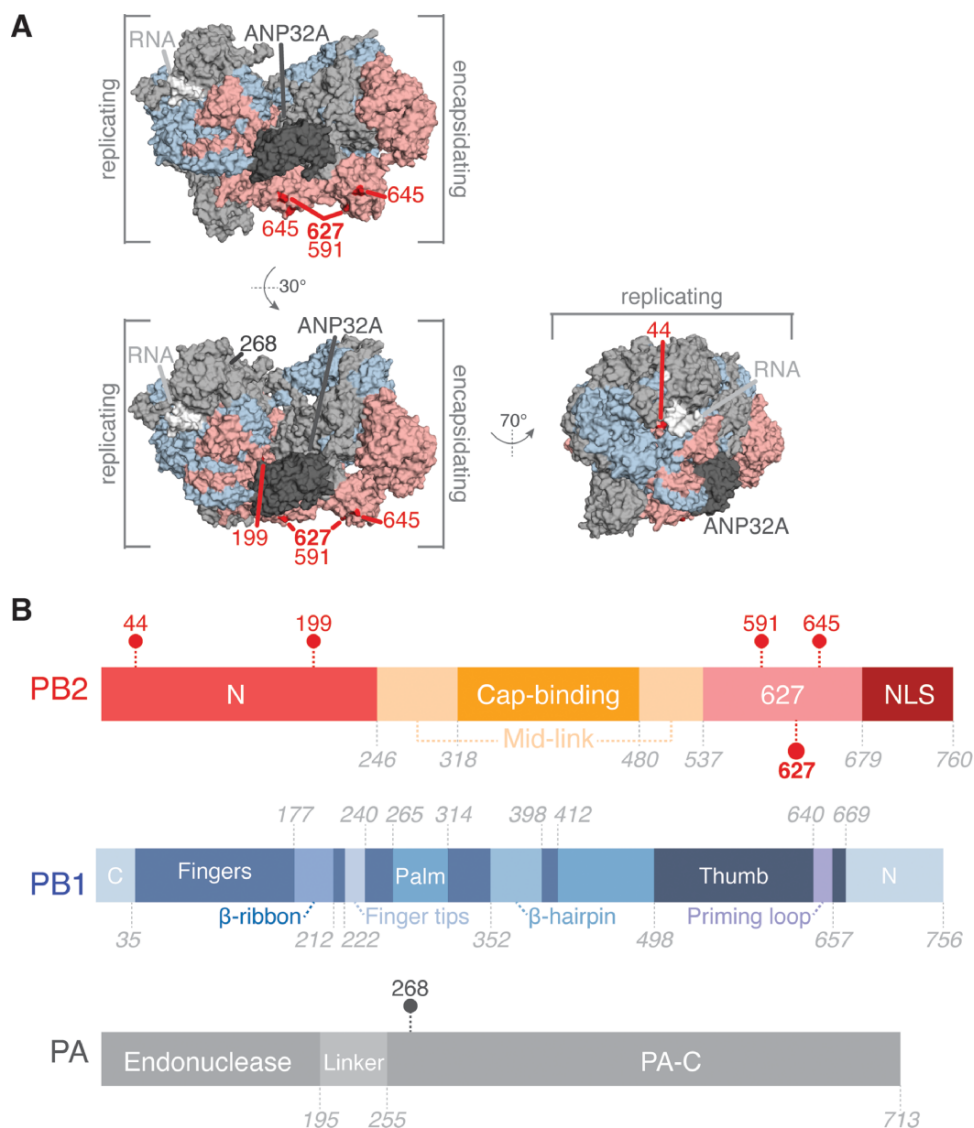 A
RNA
ANP32A
replicating
encapsidating
645
645 627
591
30°
replicating
RNA
268
ANP32A
encapsidating
199
627
591
645
70°
replicating
44
RNA
ANP32A
B
44 199 591 645
PB2 N Cap-binding 627 NLS
Mid-link
246 318 480 537 679 760
627
177 240 265 314 398 412 640 669
PB1 C Fingers Palm Thumb N
β-ribbon Finger tips β-hairpin Priming loop
35 212 222 352 498 657 756
268
PA Endonuclease Linker PA-C
195 255 713